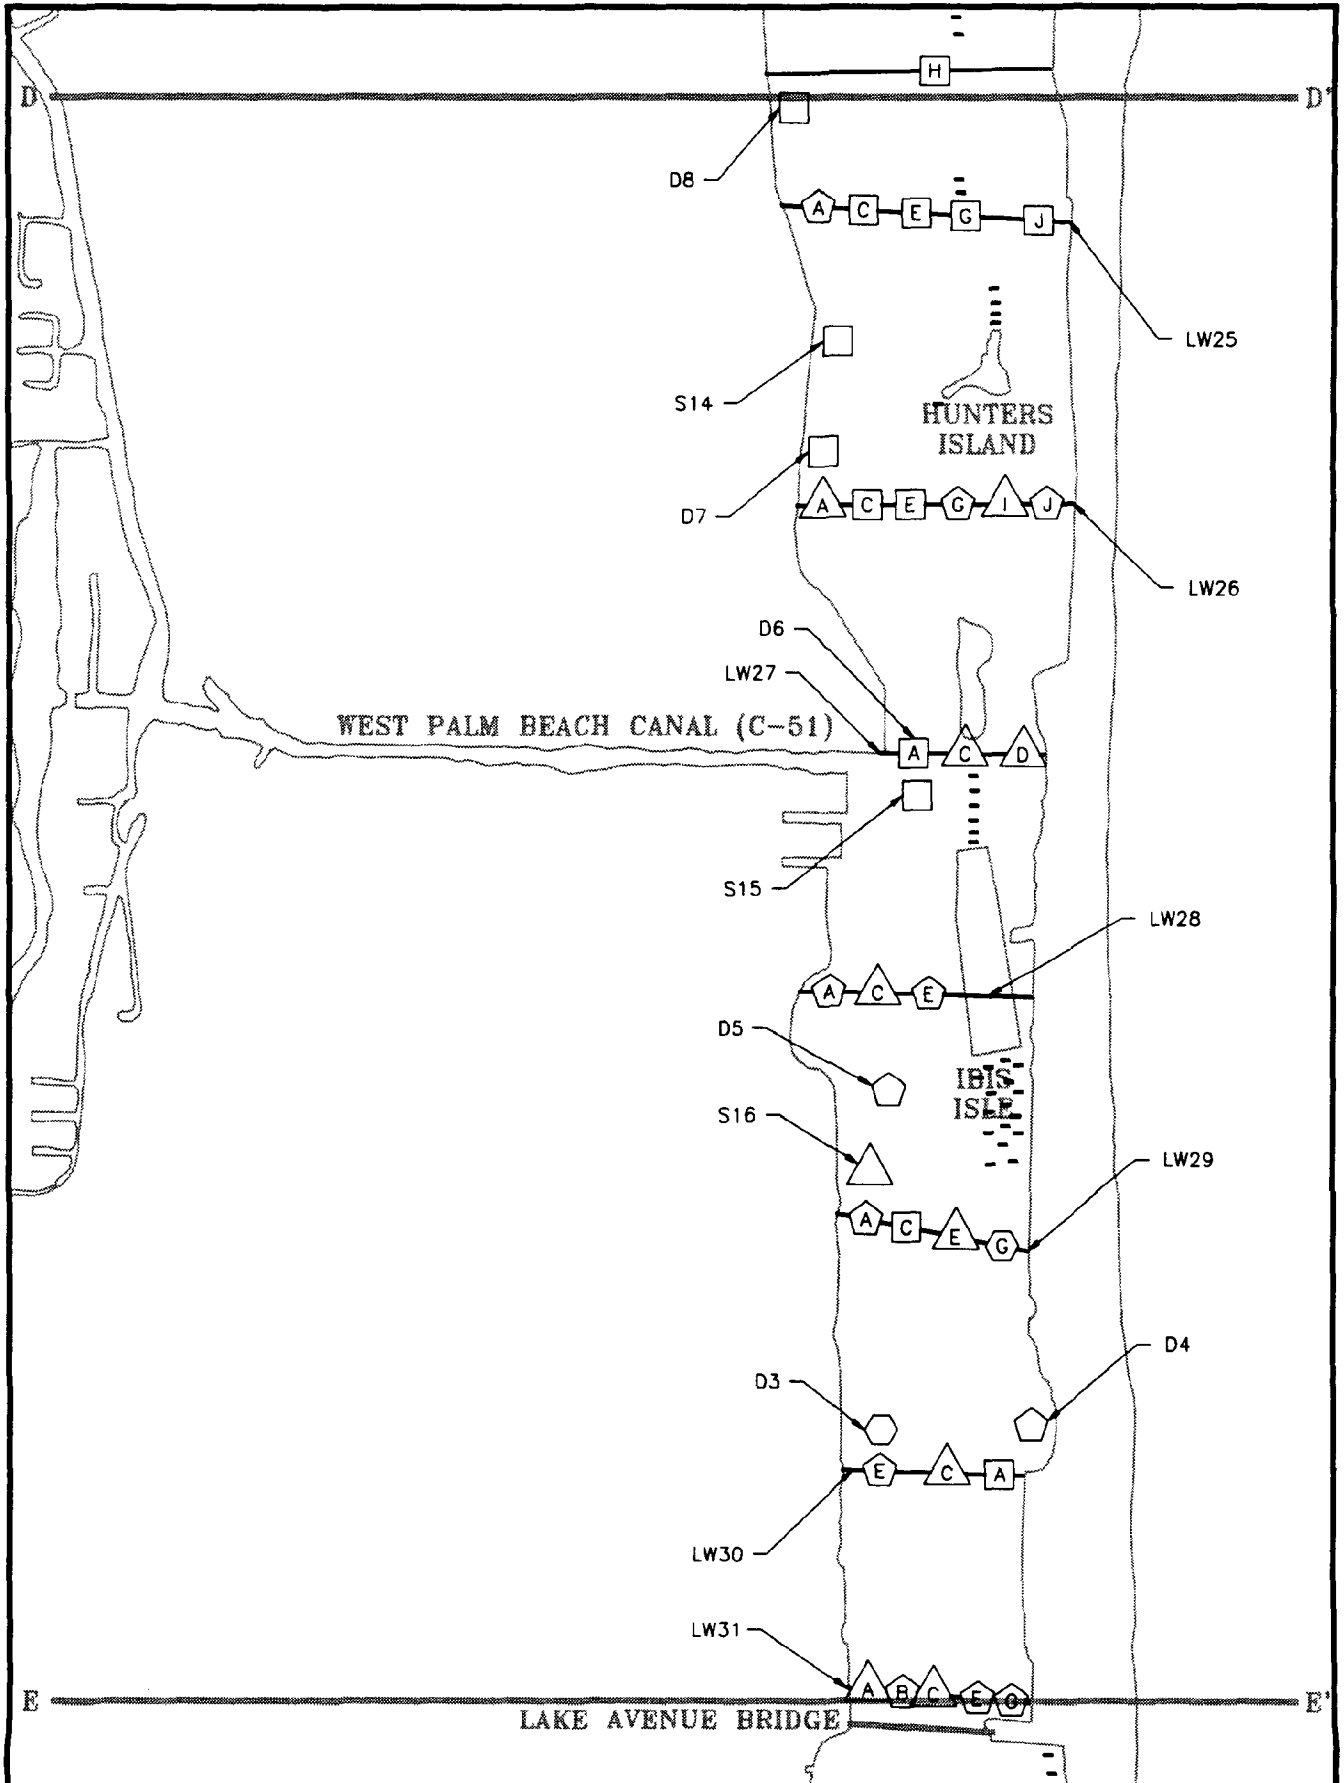 H
D D'
D8
A C E G J
LW25
S14
HUNTERS
ISLAND
D7
A C E G I J
LW26
D6
LW27
WEST PALM BEACH CANAL (C-51)
A C D
S15
LW28
A C E
D5
IBIS
ISLE
S16
LW29
A C E G
D4
D3
E C A
LW30
LW31
A B C E G
E E'
LAKE AVENUE BRIDGE